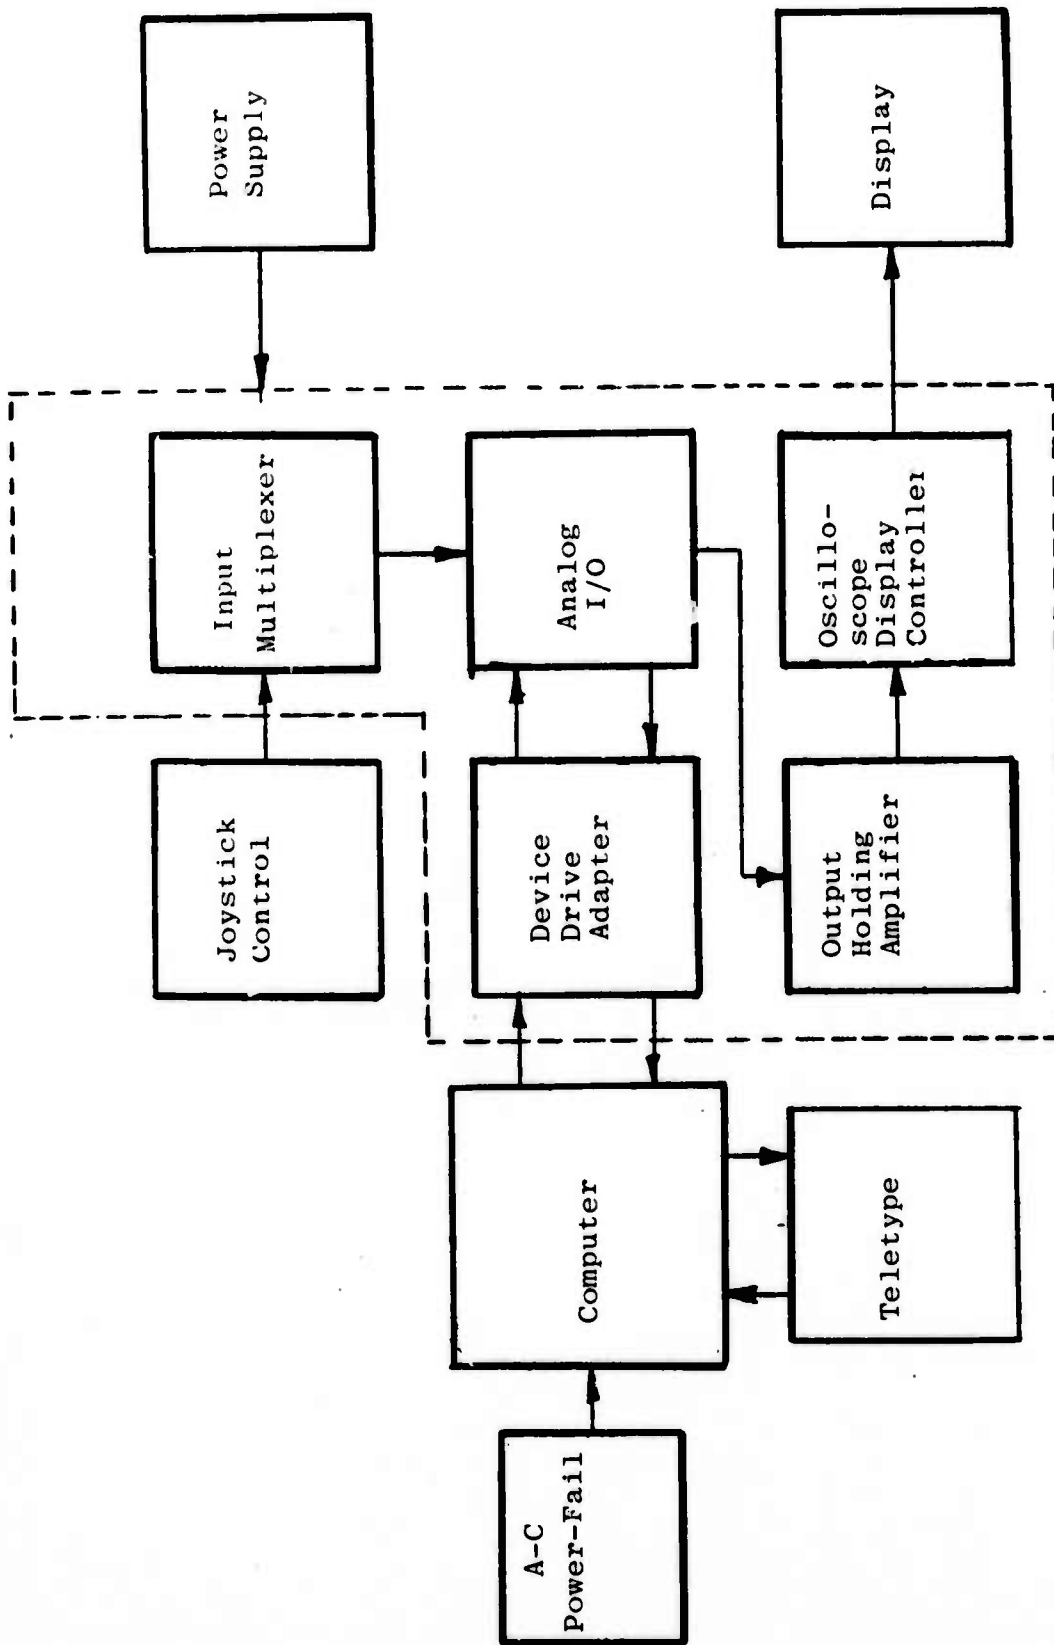 Joystick
Control
Input
Multiplexer
Power
Supply
A-C
Power-Fail
Computer
Device
Drive
Adapter
Analog
I/O
Teletype
Output
Holding
Amplifier
Oscillo-
scope
Display
Controller
Display